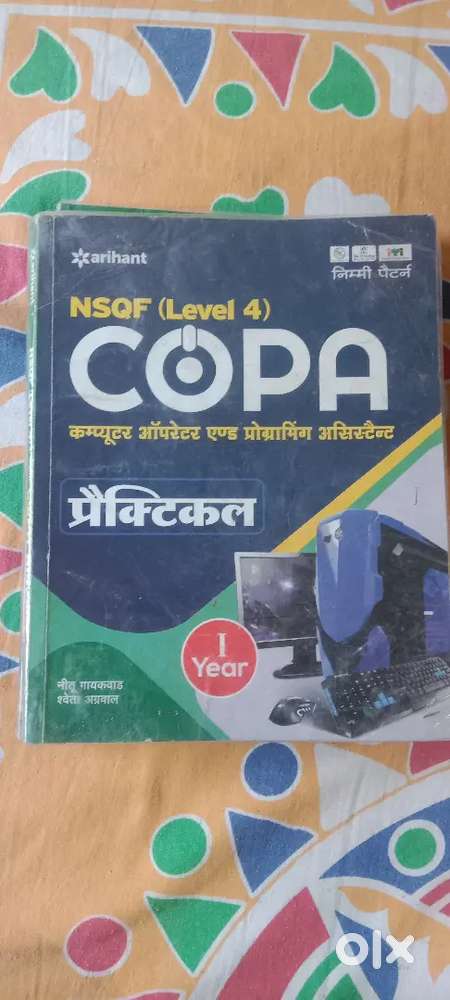 arihant
निम्मी पैटर्न
NSQF (Level 4)
COPA
कम्प्यूटर ऑपरेटर एण्ड प्रोग्रामिंग असिस्टैन्ट
प्रैक्टिकल
I
Year
नीतू गायकवाड
श्वेता अग्रवाल
olx